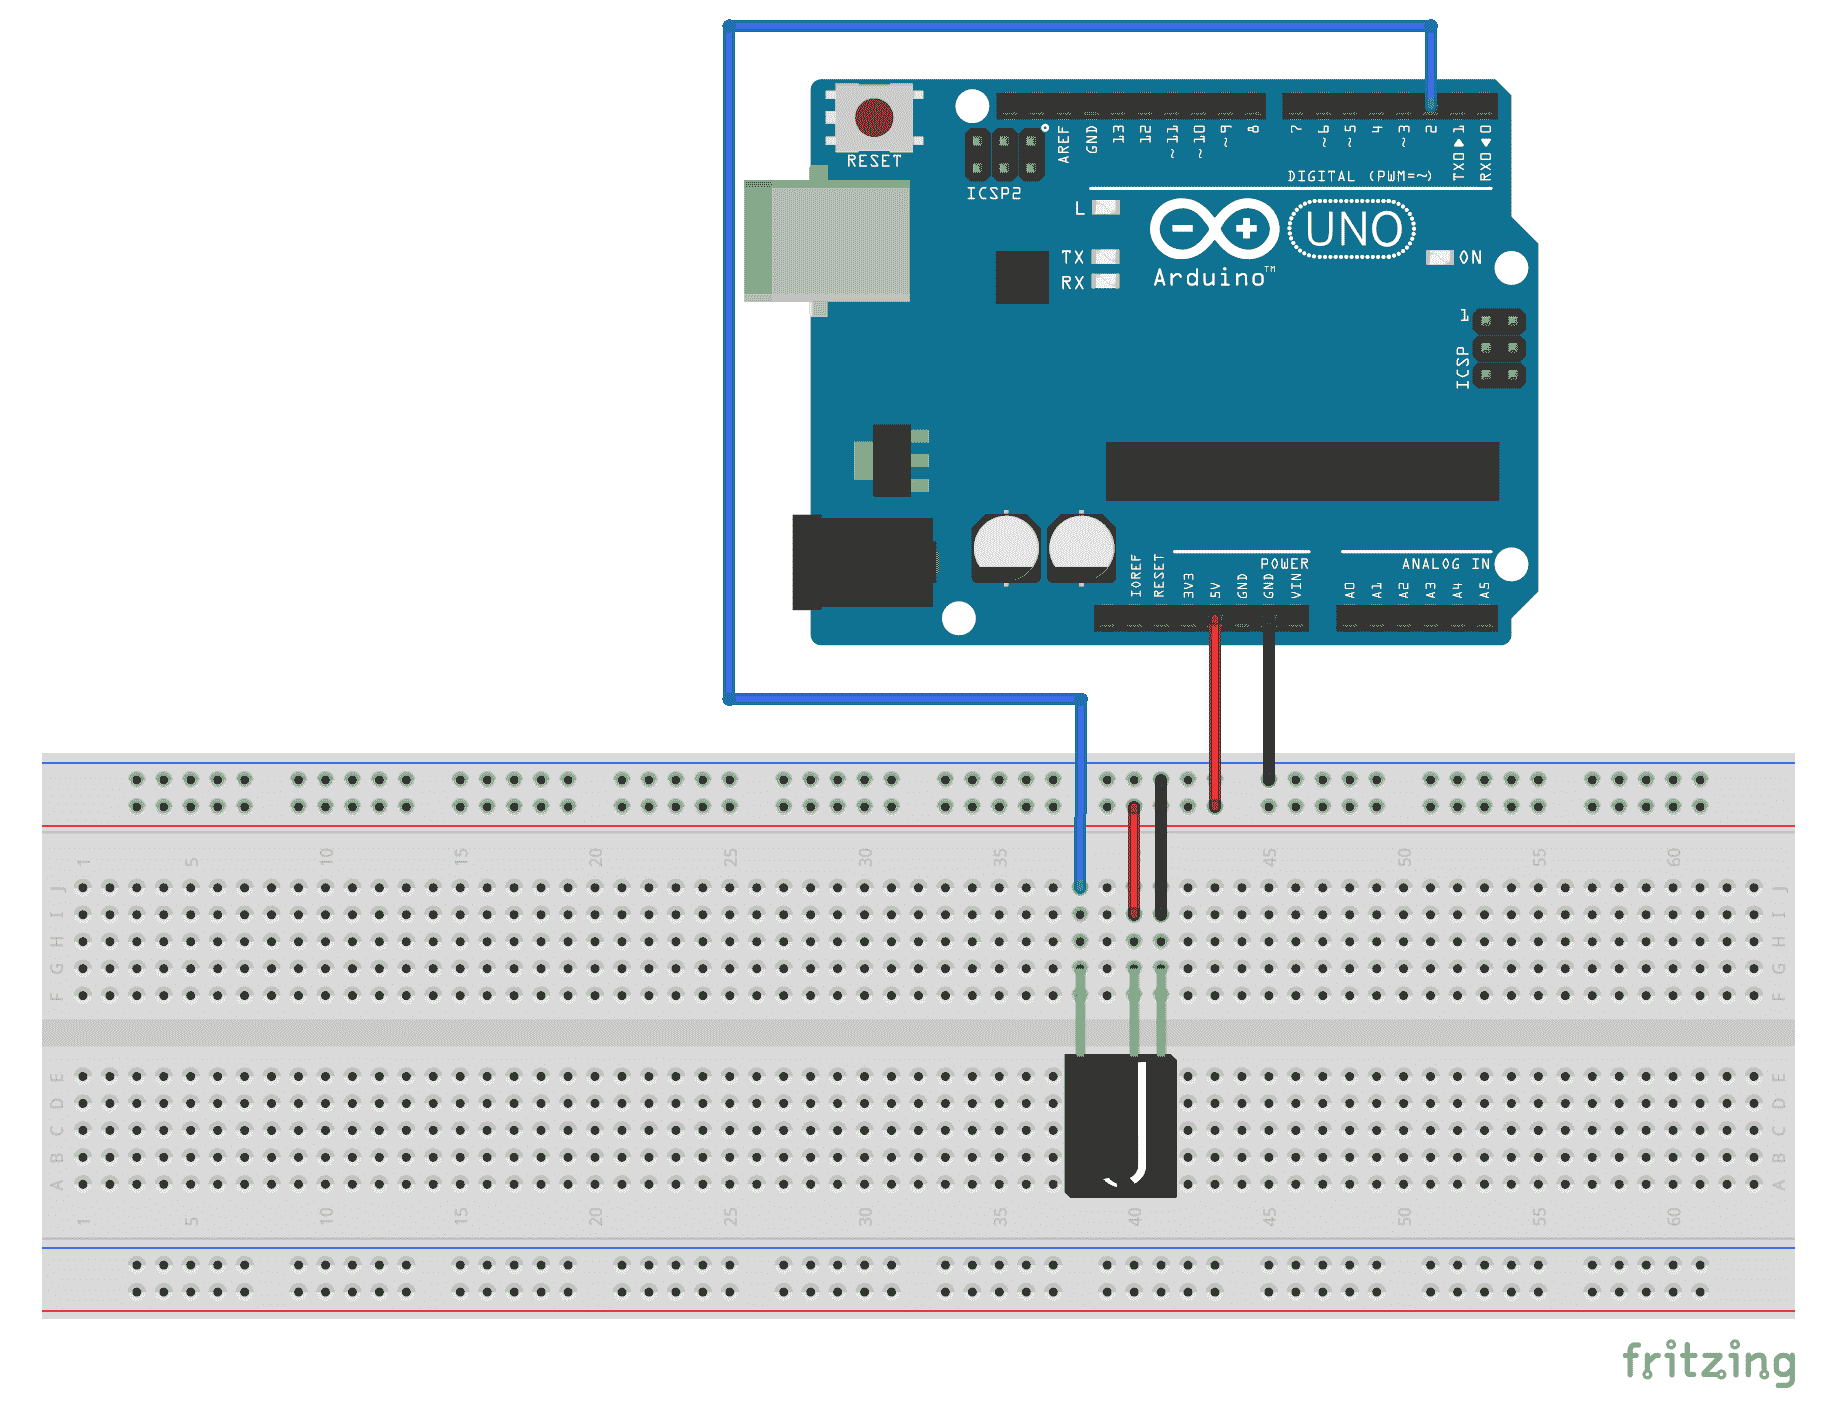 RESET
ICSP2
AREF
GND
13
12
~11
~10
~9
8
7
~6
~5
4
~3
2
TX0▶1
RX0◀0
DIGITAL (PWM=~)
L
TX
RX
Arduino™
UNO
ON
1
ICSP
IOREF
RESET
3V3
5V
GND
GND
VIN
POWER
A0
A1
A2
A3
A4
A5
ANALOG IN
1 5 10 15 20 25 30 35 40 45 50 55 60
J J
I I
H H
G G
F F
E E
D D
C C
B B
A A
1 5 10 15 20 25 30 35 40 45 50 55 60
fritzing